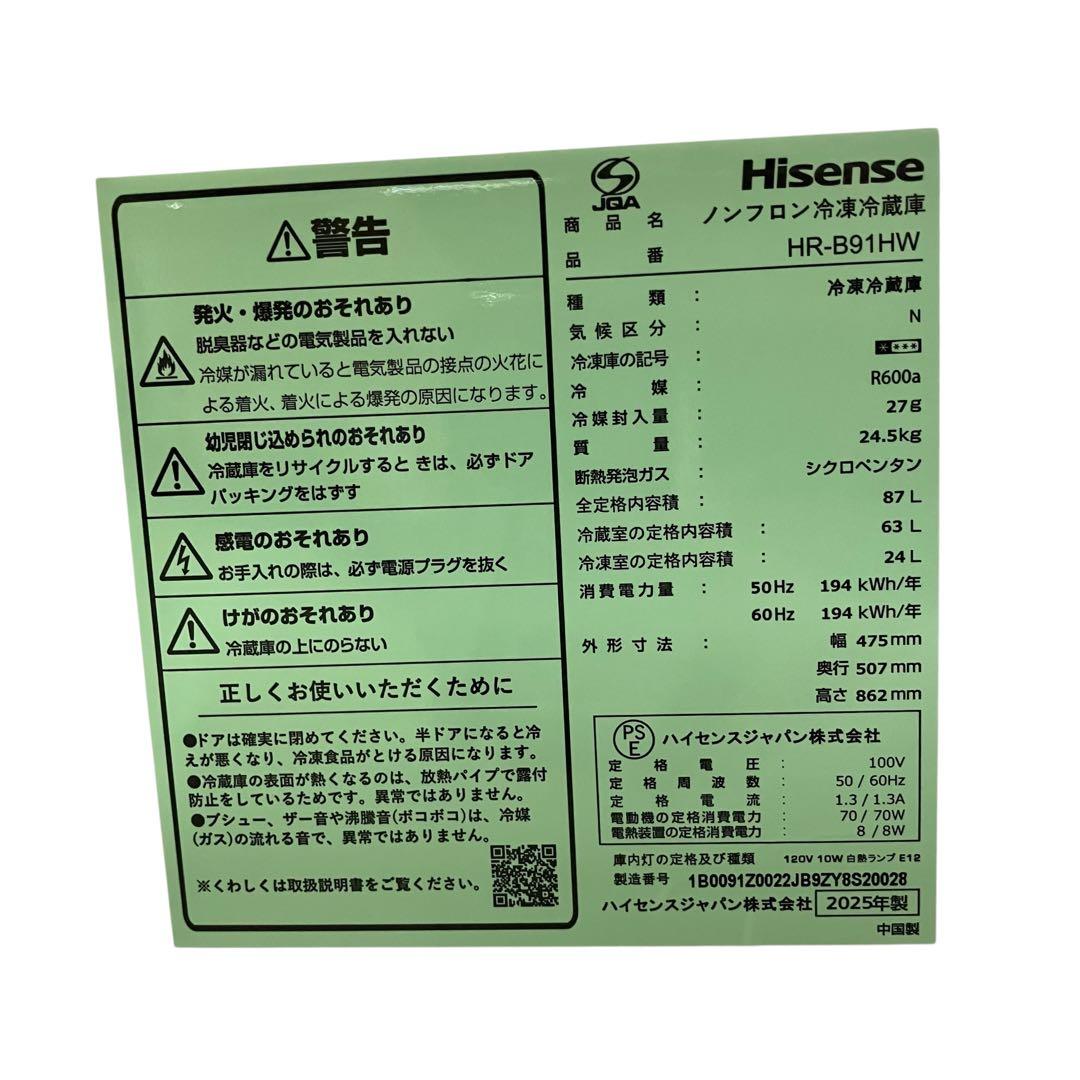 警告
発火・爆発のおそれあり
脱臭器などの電気製品を入れない
冷媒が漏れていると電気製品の接点の火花に
よる着火、着火による爆発の原因になります。
幼児閉じ込められのおそれあり
冷蔵庫をリサイクルすると きは、必ずドア
パッキングをはずす
感電のおそれあり
お手入れの際は、必ず電源プラグを抜く
けがのおそれあり
冷蔵庫の上にのらない
正しくお使いいただくために
●ドアは確実に閉めてください。半ドアになると冷
えが悪くなり、冷凍食品がとける原因になります。
●冷蔵庫の表面が熱くなるのは、放熱パイプで露付
防止をしているためです。異常ではありません。
●ブシュー、ザー音や沸騰音(ポコポコ)は、冷媒
(ガス)の流れる音で、異常ではありません。
※くわしくは取扱説明書をご覧ください。
JQA
Hisense
商品名 ノンフロン冷凍冷蔵庫
品番 HR-B91HW
種類 : 冷凍冷蔵庫
気候区分 : N
冷凍庫の記号 : * ***
冷媒 : R600a
冷媒封入量 : 27g
質量 : 24.5kg
断熱発泡ガス : シクロペンタン
全定格内容積 : 87 L
冷蔵室の定格内容積 : 63 L
冷凍室の定格内容積 : 24 L
消費電力量 : 50Hz 194 kWh/年
60Hz 194 kWh/年
外形寸法 : 幅 475mm
奥行 507mm
高さ 862mm
PSE ハイセンスジャパン株式会社
定格電圧 : 100V
定格周波数 : 50 / 60Hz
定格電流 : 1.3 / 1.3A
電動機の定格消費電力 : 70 / 70W
電熱装置の定格消費電力 : 8 / 8W
庫内灯の定格及び種類 120V 10W 白熱ランプ E12
製造番号 1B0091Z0022JB9ZY8S20028
ハイセンスジャパン株式会社 2025年製
中国製